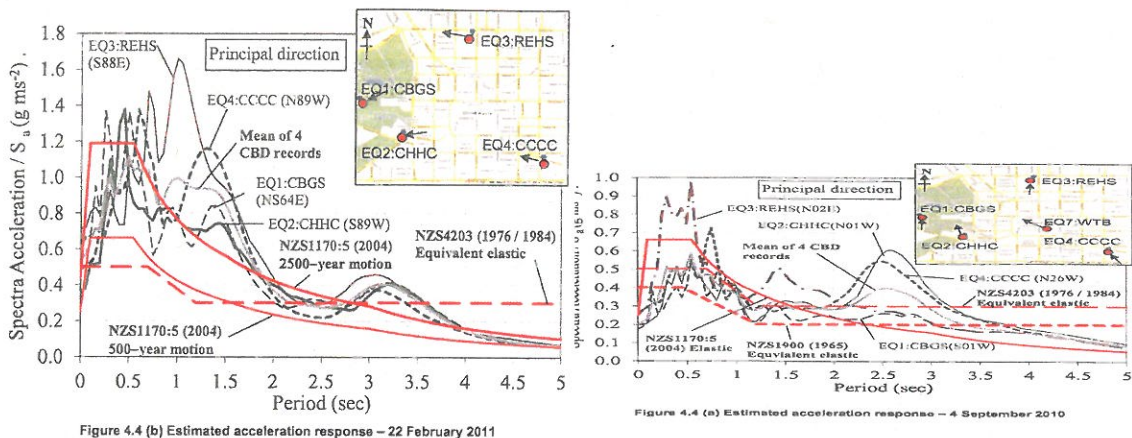 Spectra Acceleration / Sa (g ms-2) .
1.8
1.6
1.4
1.2
1.0
0.8
0.6
0.4
0.2
0.0
0
0.5
1
1.5
2
2.5
3
3.5
4
4.5
5
Period (sec)
EQ3:REHS
(S88E)
Principal direction
EQ4:CCCC (N89W)
Mean of 4
CBD records
EQ1:CBGS
(NS64E)
EQ2:CHHC (S89W)
NZS1170:5 (2004)
2500–year motion
NZS4203 (1976 / 1984)
Equivalent elastic
NZS1170:5 (2004)
500–year motion
N
EQ3:REHS
EQ1:CBGS
EQ2:CHHC
EQ4:CCCC
Figure 4.4 (b) Estimated acceleration response – 22 February 2011
1.0
0.9
0.8
0.7
0.6
0.5
0.4
0.3
0.2
0.1
0.0
0
0.5
1
1.5
2
2.5
3
3.5
4
4.5
5
Period (sec)
Principal direction
EQ3:REHS(N02E)
EQ2:CHHC(N01W)
Mean of 4 CBD
records
EQ4:CCCC (N26W)
NZS4203 (1976 / 1984)
Equivalent elastic
NZS1170:5
(2004) Elastic
NZS1900 (1965)
Equvialent elastic
EQ1:CBGS(S01W)
EQ3:REHS
EQ1:CBGS
EQ7:WTB
EQ2:CHHC
EQ4:CCCC
Figure 4.4 (a) Estimated acceleration response – 4 September 2010